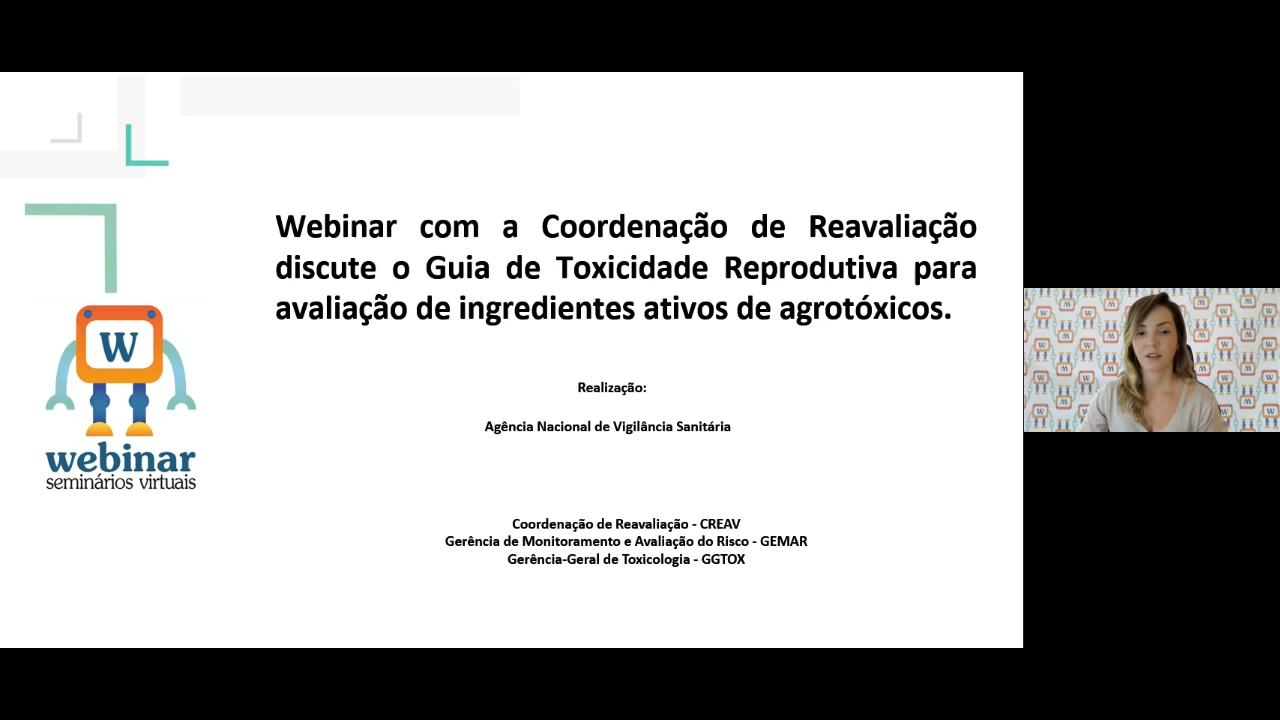 Webinar com a Coordenação de Reavaliação
discute o Guia de Toxicidade Reprodutiva para
avaliação de ingredientes ativos de agrotóxicos.
Realização:
Agência Nacional de Vigilância Sanitária
W
webinar
seminários virtuais
Coordenação de Reavaliação - CREAV
Gerência de Monitoramento e Avaliação do Risco - GEMAR
Gerência-Geral de Toxicologia - GGTOX